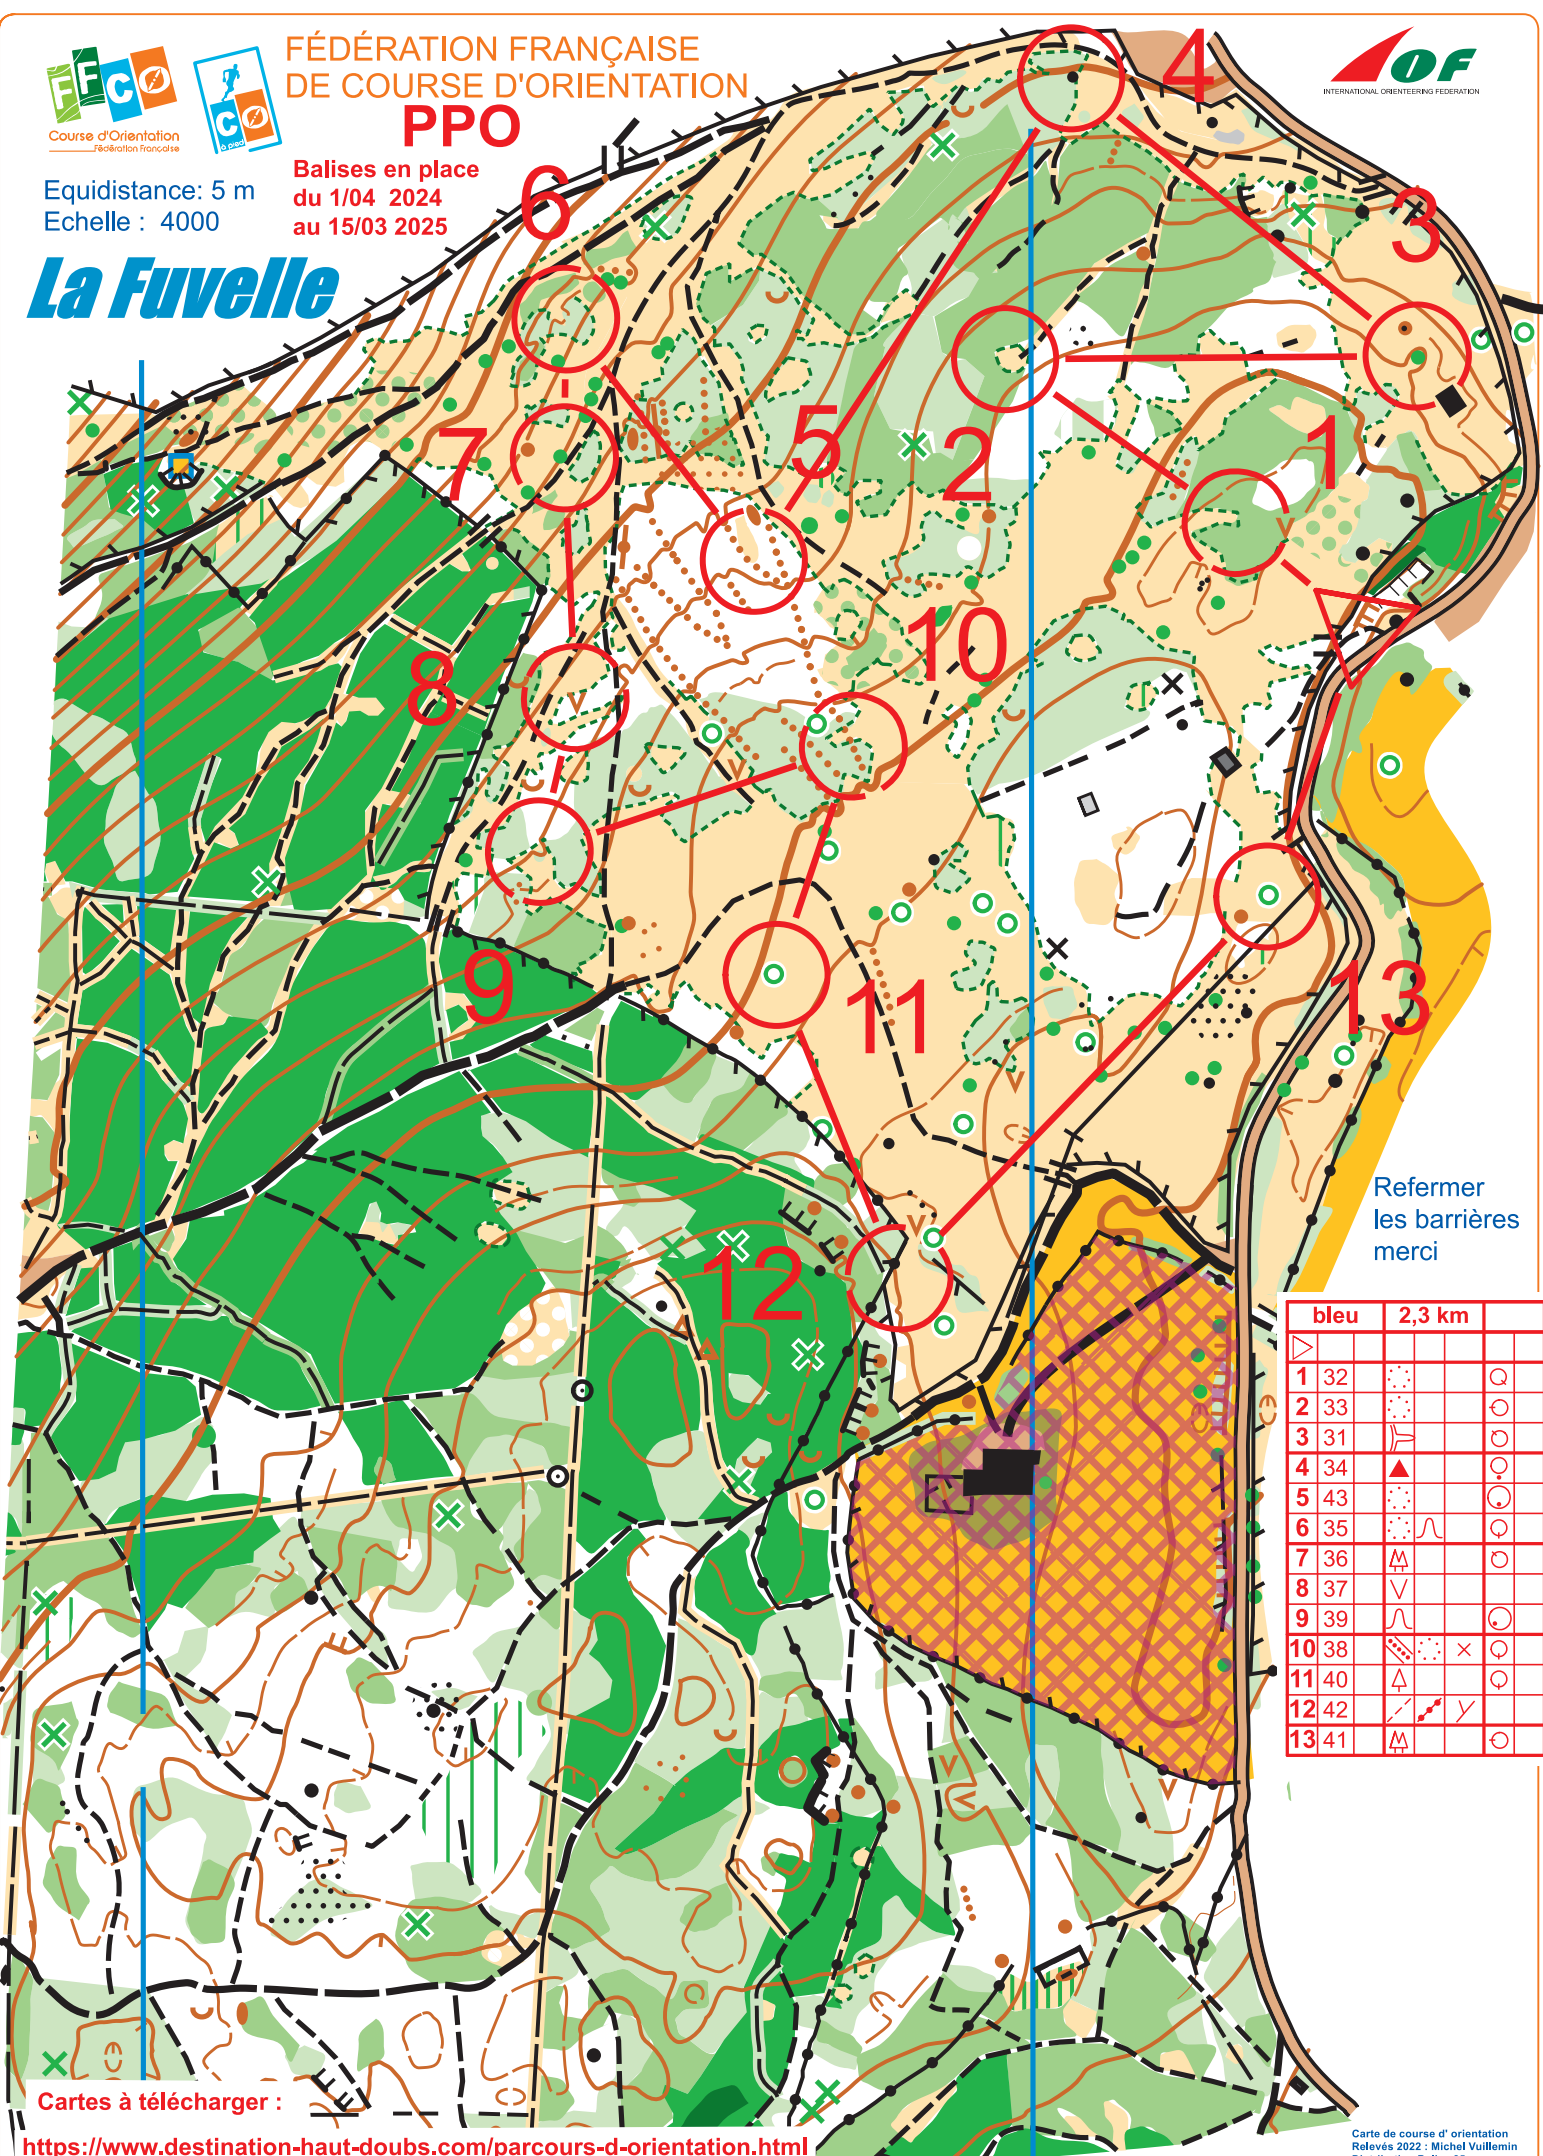 FFCO
Course d'Orientation
Fédération Française
CO
à pied
FÉDÉRATION FRANÇAISE
DE COURSE D'ORIENTATION
PPO
Balises en place
du 1/04 2024
au 15/03 2025
Equidistance: 5 m
Echelle : 4000
La Fuvelle
IOF
INTERNATIONAL ORIENTEERING FEDERATION
4
3
6
1
2
5
7
10
8
9
11
13
12
Refermer
les barrières
merci
bleu 2,3 km
1 32
2 33
3 31
4 34
5 43
6 35
7 36
8 37
9 39
10 38
11 40
12 42
13 41
Cartes à télécharger :
https://www.destination-haut-doubs.com/parcours-d-orientation.html
Carte de course d' orientation
Relevés 2022 : Michel Vuillemin